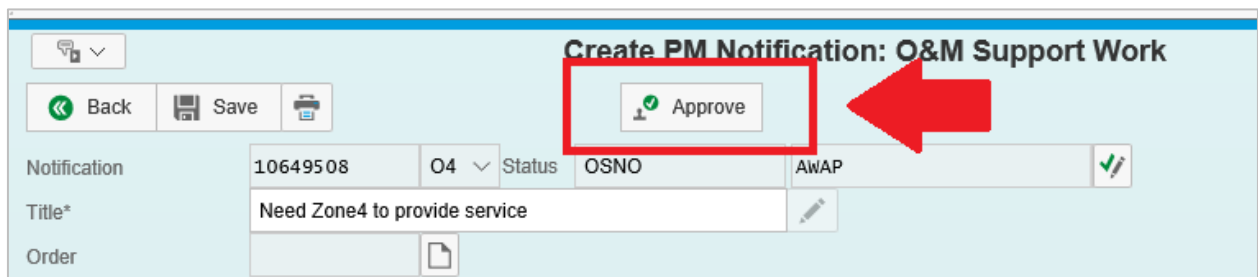 Create PM Notification: O&M Support Work
Back Save Approve
Notification 10649508 O4 Status OSNO AWAP
Title* Need Zone4 to provide service
Order